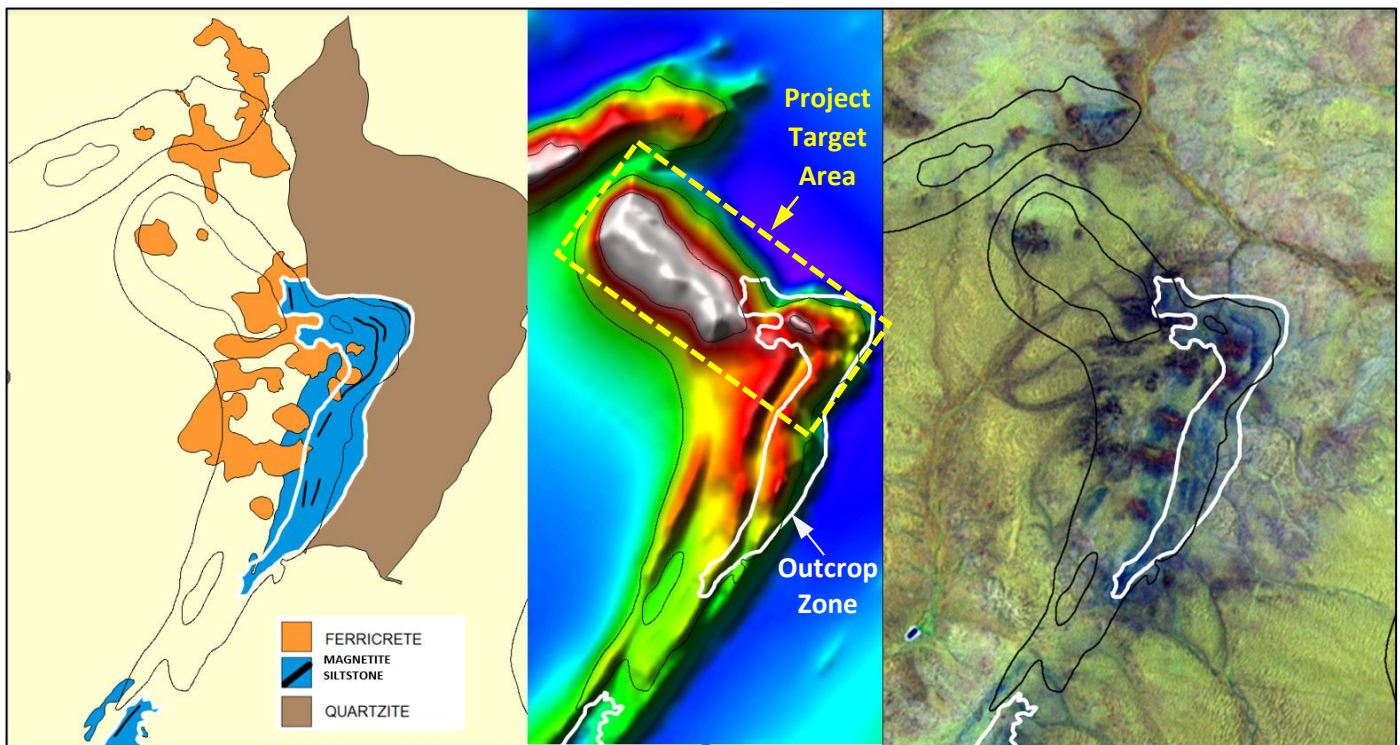 Project
Target
Area
Outcrop
Zone
FERRICRETE
MAGNETITE
SILTSTONE
QUARTZITE